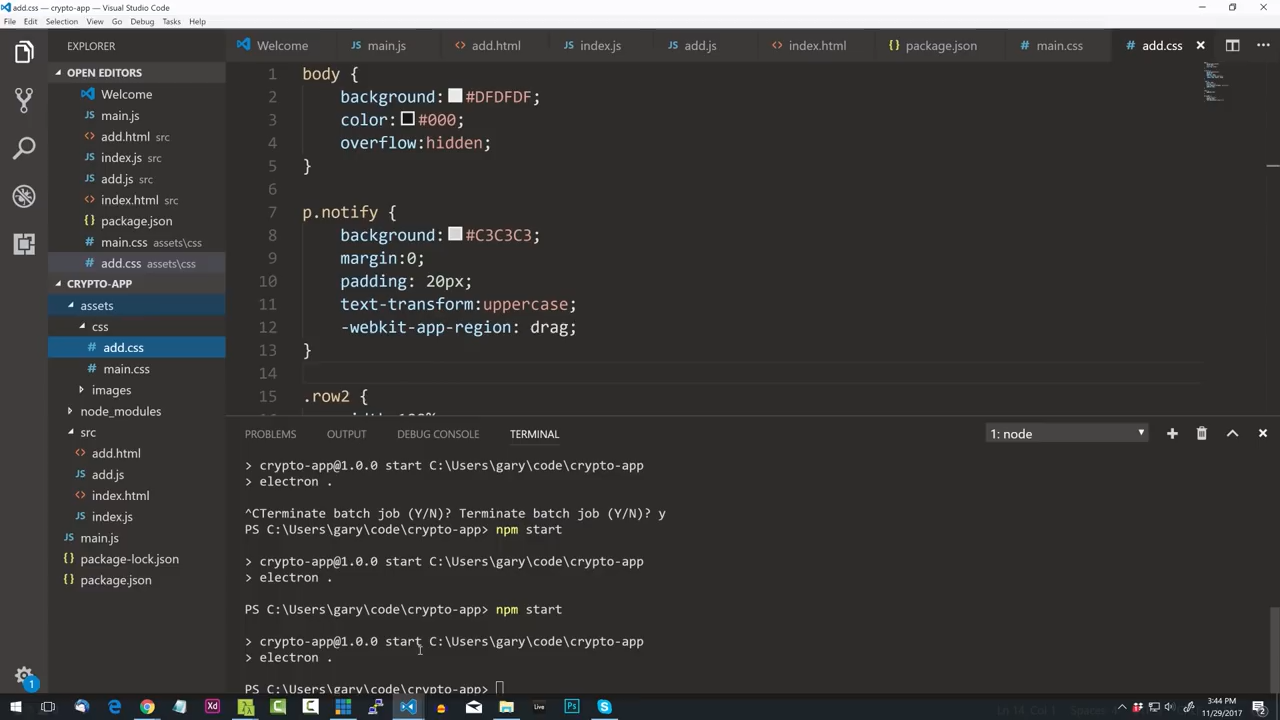 add.css — crypto-app — Visual Studio Code
File Edit Selection View Go Debug Tasks Help
EXPLORER
OPEN EDITORS
Welcome
main.js
add.html src
index.js src
add.js src
index.html src
package.json
main.css assets\css
add.css assets\css
CRYPTO-APP
assets
css
add.css
main.css
images
node_modules
src
add.html
add.js
index.html
index.js
main.js
package-lock.json
package.json
Welcome main.js add.html index.js add.js index.html package.json main.css add.css
1 body {
2 background: #DFDFDF;
3 color: #000;
4 overflow:hidden;
5 }
6
7 p.notify {
8 background: #C3C3C3;
9 margin:0;
10 padding: 20px;
11 text-transform:uppercase;
12 -webkit-app-region: drag;
13 }
14
15 .row2 {
PROBLEMS OUTPUT DEBUG CONSOLE TERMINAL 1: node
> crypto-app@1.0.0 start C:\Users\gary\code\crypto-app
> electron .
^CTerminate batch job (Y/N)? Terminate batch job (Y/N)? y
PS C:\Users\gary\code\crypto-app> npm start
> crypto-app@1.0.0 start C:\Users\gary\code\crypto-app
> electron .
PS C:\Users\gary\code\crypto-app> npm start
> crypto-app@1.0.0 start C:\Users\gary\code\crypto-app
> electron .
PS C:\Users\gary\code\crypto-app>
1
Xd
Live
Ps
3:44 PM
11/29/2017